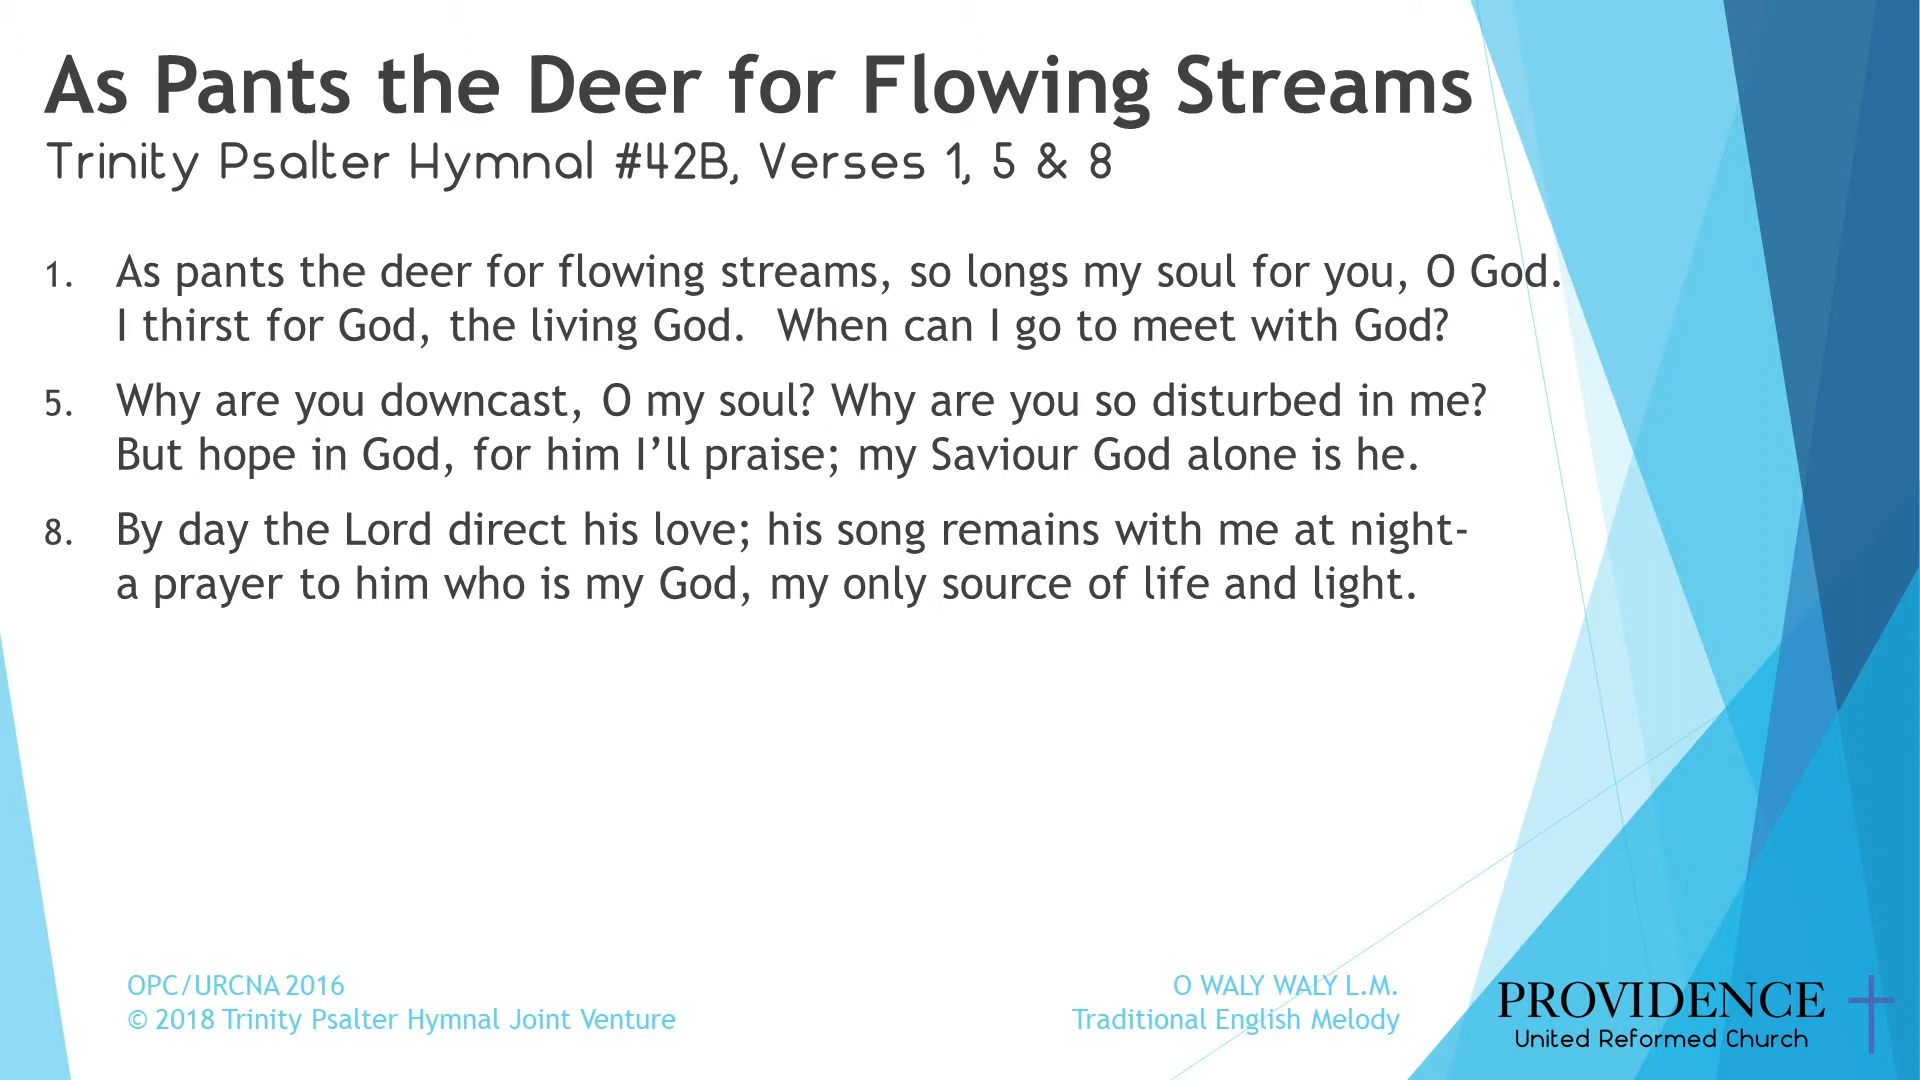 As Pants the Deer for Flowing Streams
Trinity Psalter Hymnal #42B, Verses 1, 5 & 8
1. As pants the deer for flowing streams, so longs my soul for you, O God.
I thirst for God, the living God.  When can I go to meet with God?
5. Why are you downcast, O my soul? Why are you so disturbed in me?
But hope in God, for him I’ll praise; my Saviour God alone is he.
8. By day the Lord direct his love; his song remains with me at night-
a prayer to him who is my God, my only source of life and light.
OPC/URCNA 2016
© 2018 Trinity Psalter Hymnal Joint Venture
O WALY WALY L.M.
Traditional English Melody
PROVIDENCE
United Reformed Church